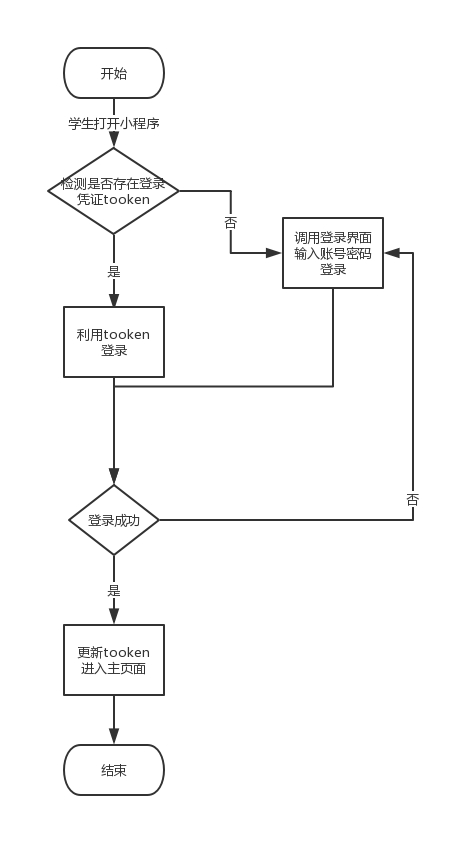 开始
学生打开小程序
检测是否存在登录
凭证tooken
否
调用登录界面
输入账号密码
登录
是
利用tooken
登录
否
登录成功
是
更新tooken
进入主页面
结束